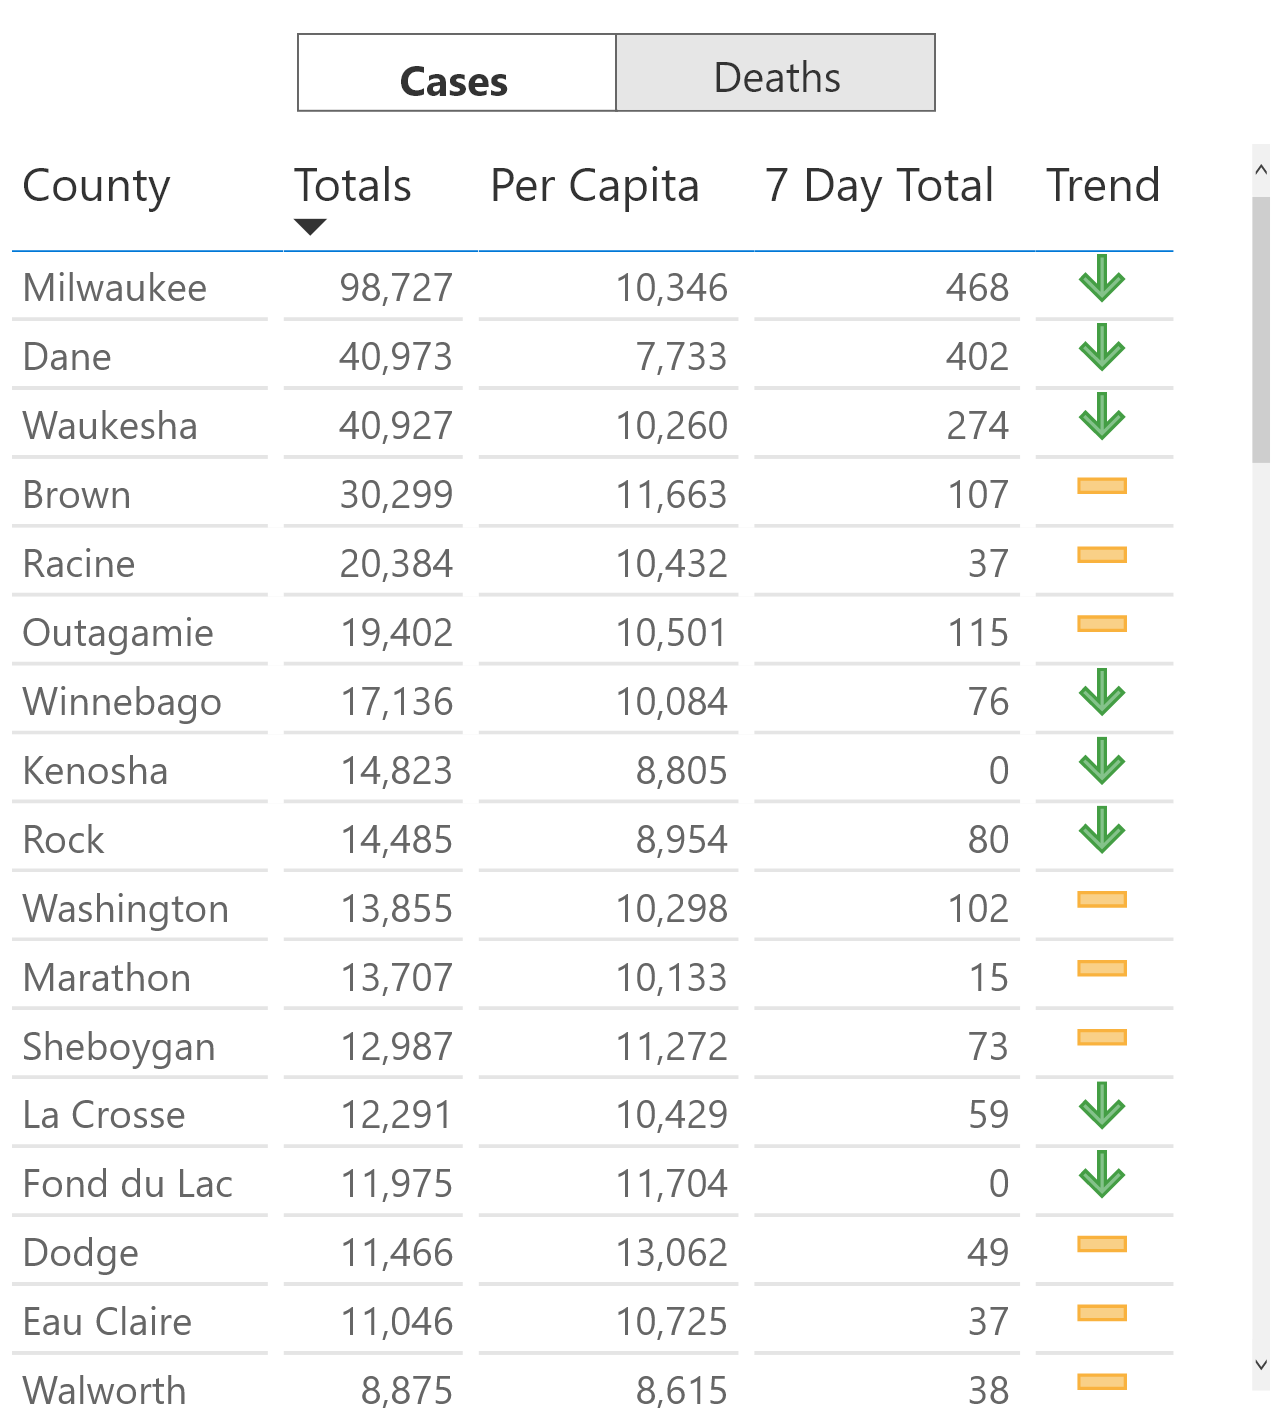 Cases Deaths
County Totals Per Capita 7 Day Total Trend
Milwaukee 98,727 10,346 468
Dane 40,973 7,733 402
Waukesha 40,927 10,260 274
Brown 30,299 11,663 107
Racine 20,384 10,432 37
Outagamie 19,402 10,501 115
Winnebago 17,136 10,084 76
Kenosha 14,823 8,805 0
Rock 14,485 8,954 80
Washington 13,855 10,298 102
Marathon 13,707 10,133 15
Sheboygan 12,987 11,272 73
La Crosse 12,291 10,429 59
Fond du Lac 11,975 11,704 0
Dodge 11,466 13,062 49
Eau Claire 11,046 10,725 37
Walworth 8,875 8,615 38